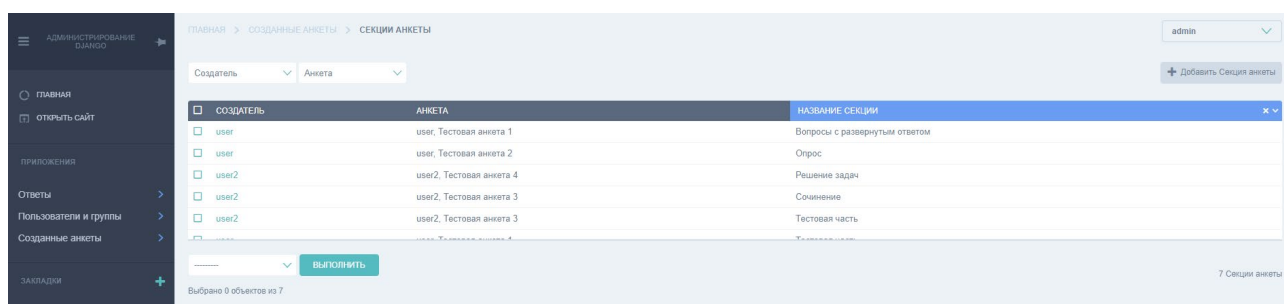 АДМИНИСТРИРОВАНИЕ DJANGO
ГЛАВНАЯ
ОТКРЫТЬ САЙТ
ПРИЛОЖЕНИЯ
Ответы
Пользователи и группы
Созданные анкеты
ЗАКЛАДКИ
ГЛАВНАЯ > СОЗДАННЫЕ АНКЕТЫ > СЕКЦИИ АНКЕТЫ
admin
Создатель Анкета
+ Добавить Секция анкеты
СОЗДАТЕЛЬ АНКЕТА НАЗВАНИЕ СЕКЦИИ
user user, Тестовая анкета 1 Вопросы с развернутым ответом
user user, Тестовая анкета 2 Опрос
user2 user2, Тестовая анкета 4 Решение задач
user2 user2, Тестовая анкета 3 Сочинение
user2 user2, Тестовая анкета 3 Тестовая часть
-------- ВЫПОЛНИТЬ
Выбрано 0 объектов из 7
7 Секции анкеты